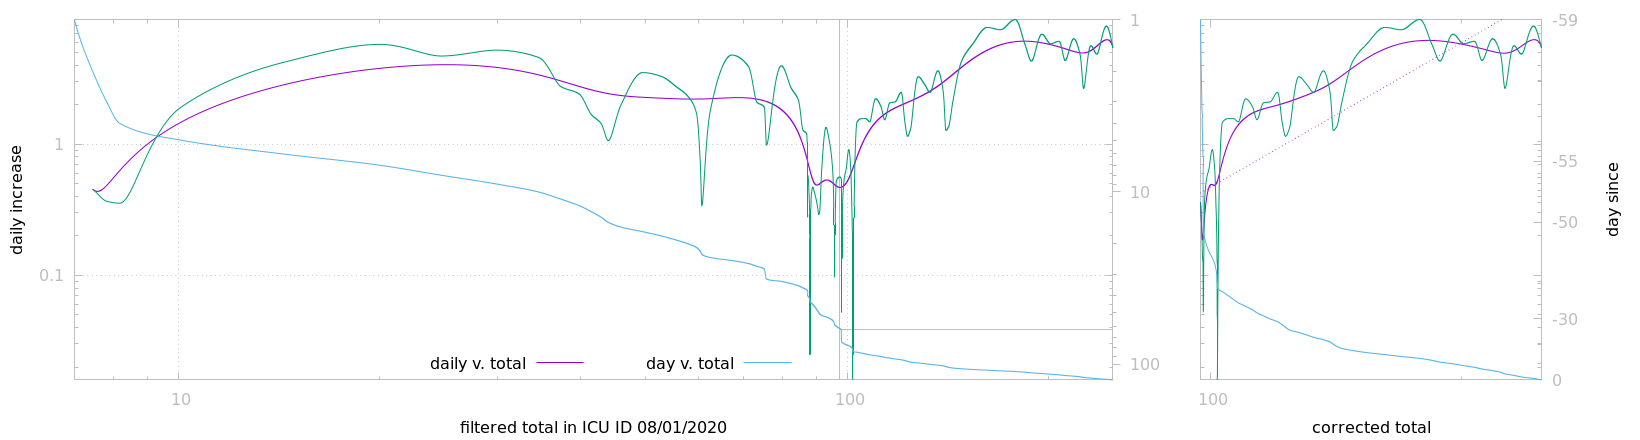 daily increase
1
0.1
10
100
1
10
100
daily v. total
day v. total
filtered total in ICU ID 08/01/2020
-59
-55
-50
-30
0
100
day since
corrected total